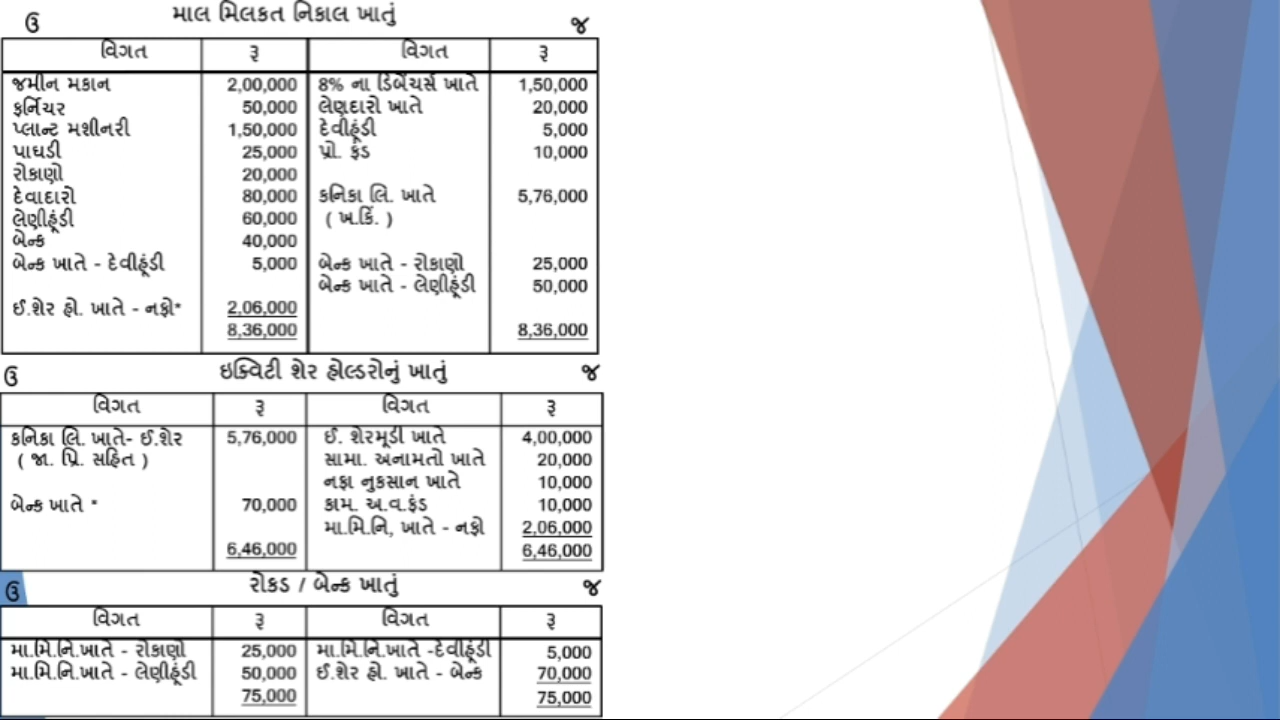 માલ મિલકત નિકાલ ખાતું
ઉ જ
વિગત રૂ વિગત રૂ
જમીન મકાન 2,00,000 8% ના ડિબેંચર્સ ખાતે 1,50,000
ફર્નિચર 50,000 લેણદારો ખાતે 20,000
પ્લાન્ટ મશીનરી 1,50,000 દેવીહૂંડી 5,000
પાઘડી 25,000 પ્રો. ફંડ 10,000
રોકાણો 20,000
દેવાદારો 80,000 કનિકા લિ. ખાતે 5,76,000
લેણીહૂંડી 60,000 ( ખ.કિં. )
બેન્ક 40,000
બેન્ક ખાતે - દેવીહૂંડી 5,000 બેન્ક ખાતે - રોકાણો 25,000
બેન્ક ખાતે - લેણીહૂંડી 50,000
ઈ.શેર હો. ખાતે - નફો* 2,06,000
8,36,000 8,36,000
ઉ ઇક્વિટી શેર હોલ્ડરોનું ખાતું જ
વિગત રૂ વિગત રૂ
કનિકા લિ. ખાતે- ઈ.શેર 5,76,000 ઈ. શેરમૂડી ખાતે 4,00,000
( જા. પ્રિ. સહિત ) સામા. અનામતો ખાતે 20,000
નફા નુકસાન ખાતે 10,000
બેન્ક ખાતે * 70,000 કામ. અ.વ.ફંડ 10,000
મા.મિ.નિ, ખાતે - નફો 2,06,000
6,46,000 6,46,000
ઉ રોકડ / બેન્ક ખાતું જ
વિગત રૂ વિગત રૂ
મા.મિ.નિ.ખાતે - રોકાણો 25,000 મા.મિ.નિ.ખાતે -દેવીહૂંડી 5,000
મા.મિ.નિ.ખાતે - લેણીહૂંડી 50,000 ઈ.શેર હો. ખાતે - બેન્ક 70,000
75,000 75,000